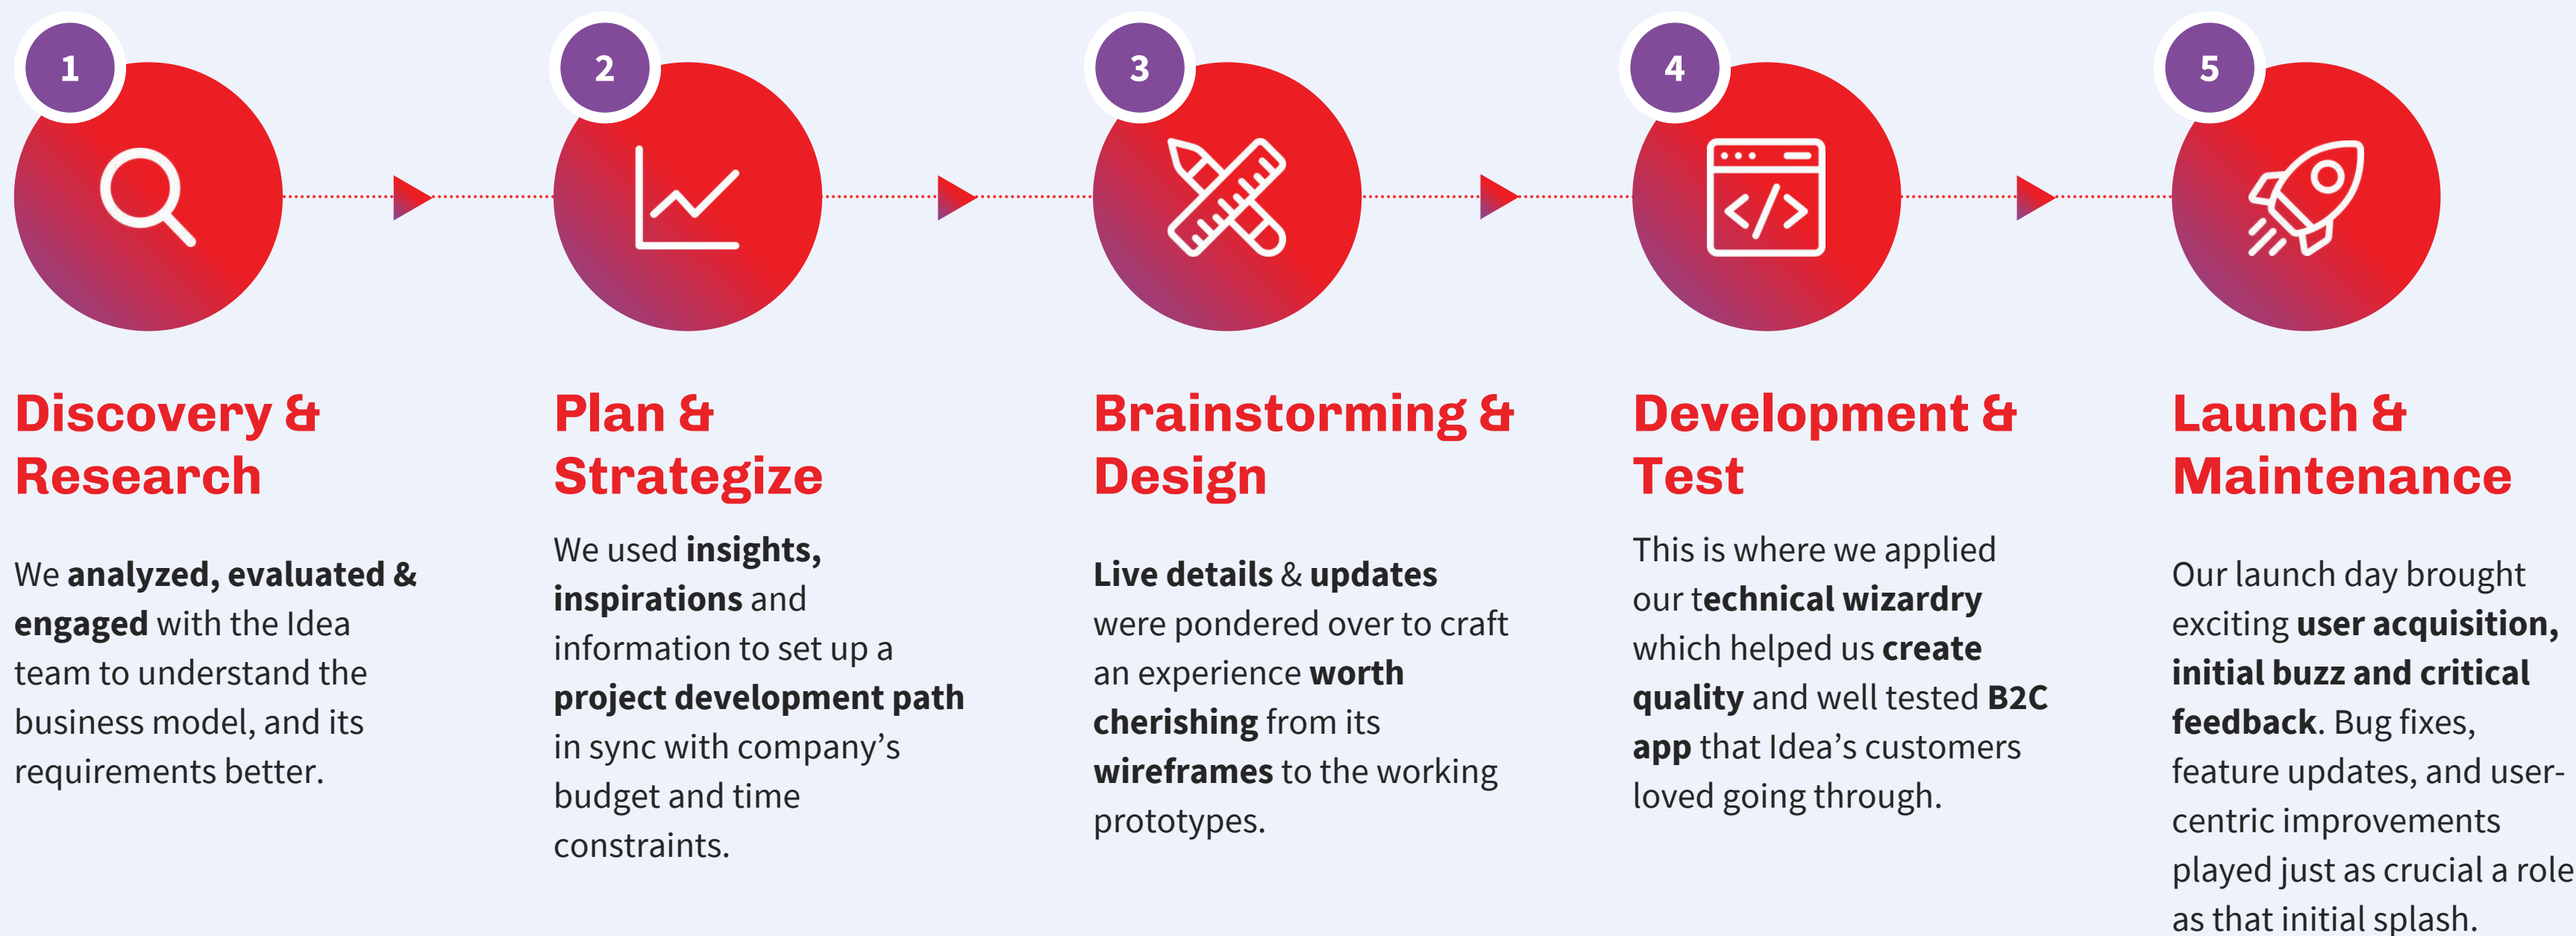 1
Discovery &
Research
We analyzed, evaluated &
engaged with the Idea
team to understand the
business model, and its
requirements better.
2
Plan &
Strategize
We used insights,
inspirations and
information to set up a
project development path
in sync with company’s
budget and time
constraints.
3
Brainstorming &
Design
Live details & updates
were pondered over to craft
an experience worth
cherishing from its
wireframes to the working
prototypes.
4
</>
Development &
Test
This is where we applied
our technical wizardry
which helped us create
quality and well tested B2C
app that Idea’s customers
loved going through.
5
Launch &
Maintenance
Our launch day brought
exciting user acquisition,
initial buzz and critical
feedback. Bug fixes,
feature updates, and user-
centric improvements
played just as crucial a role
as that initial splash.